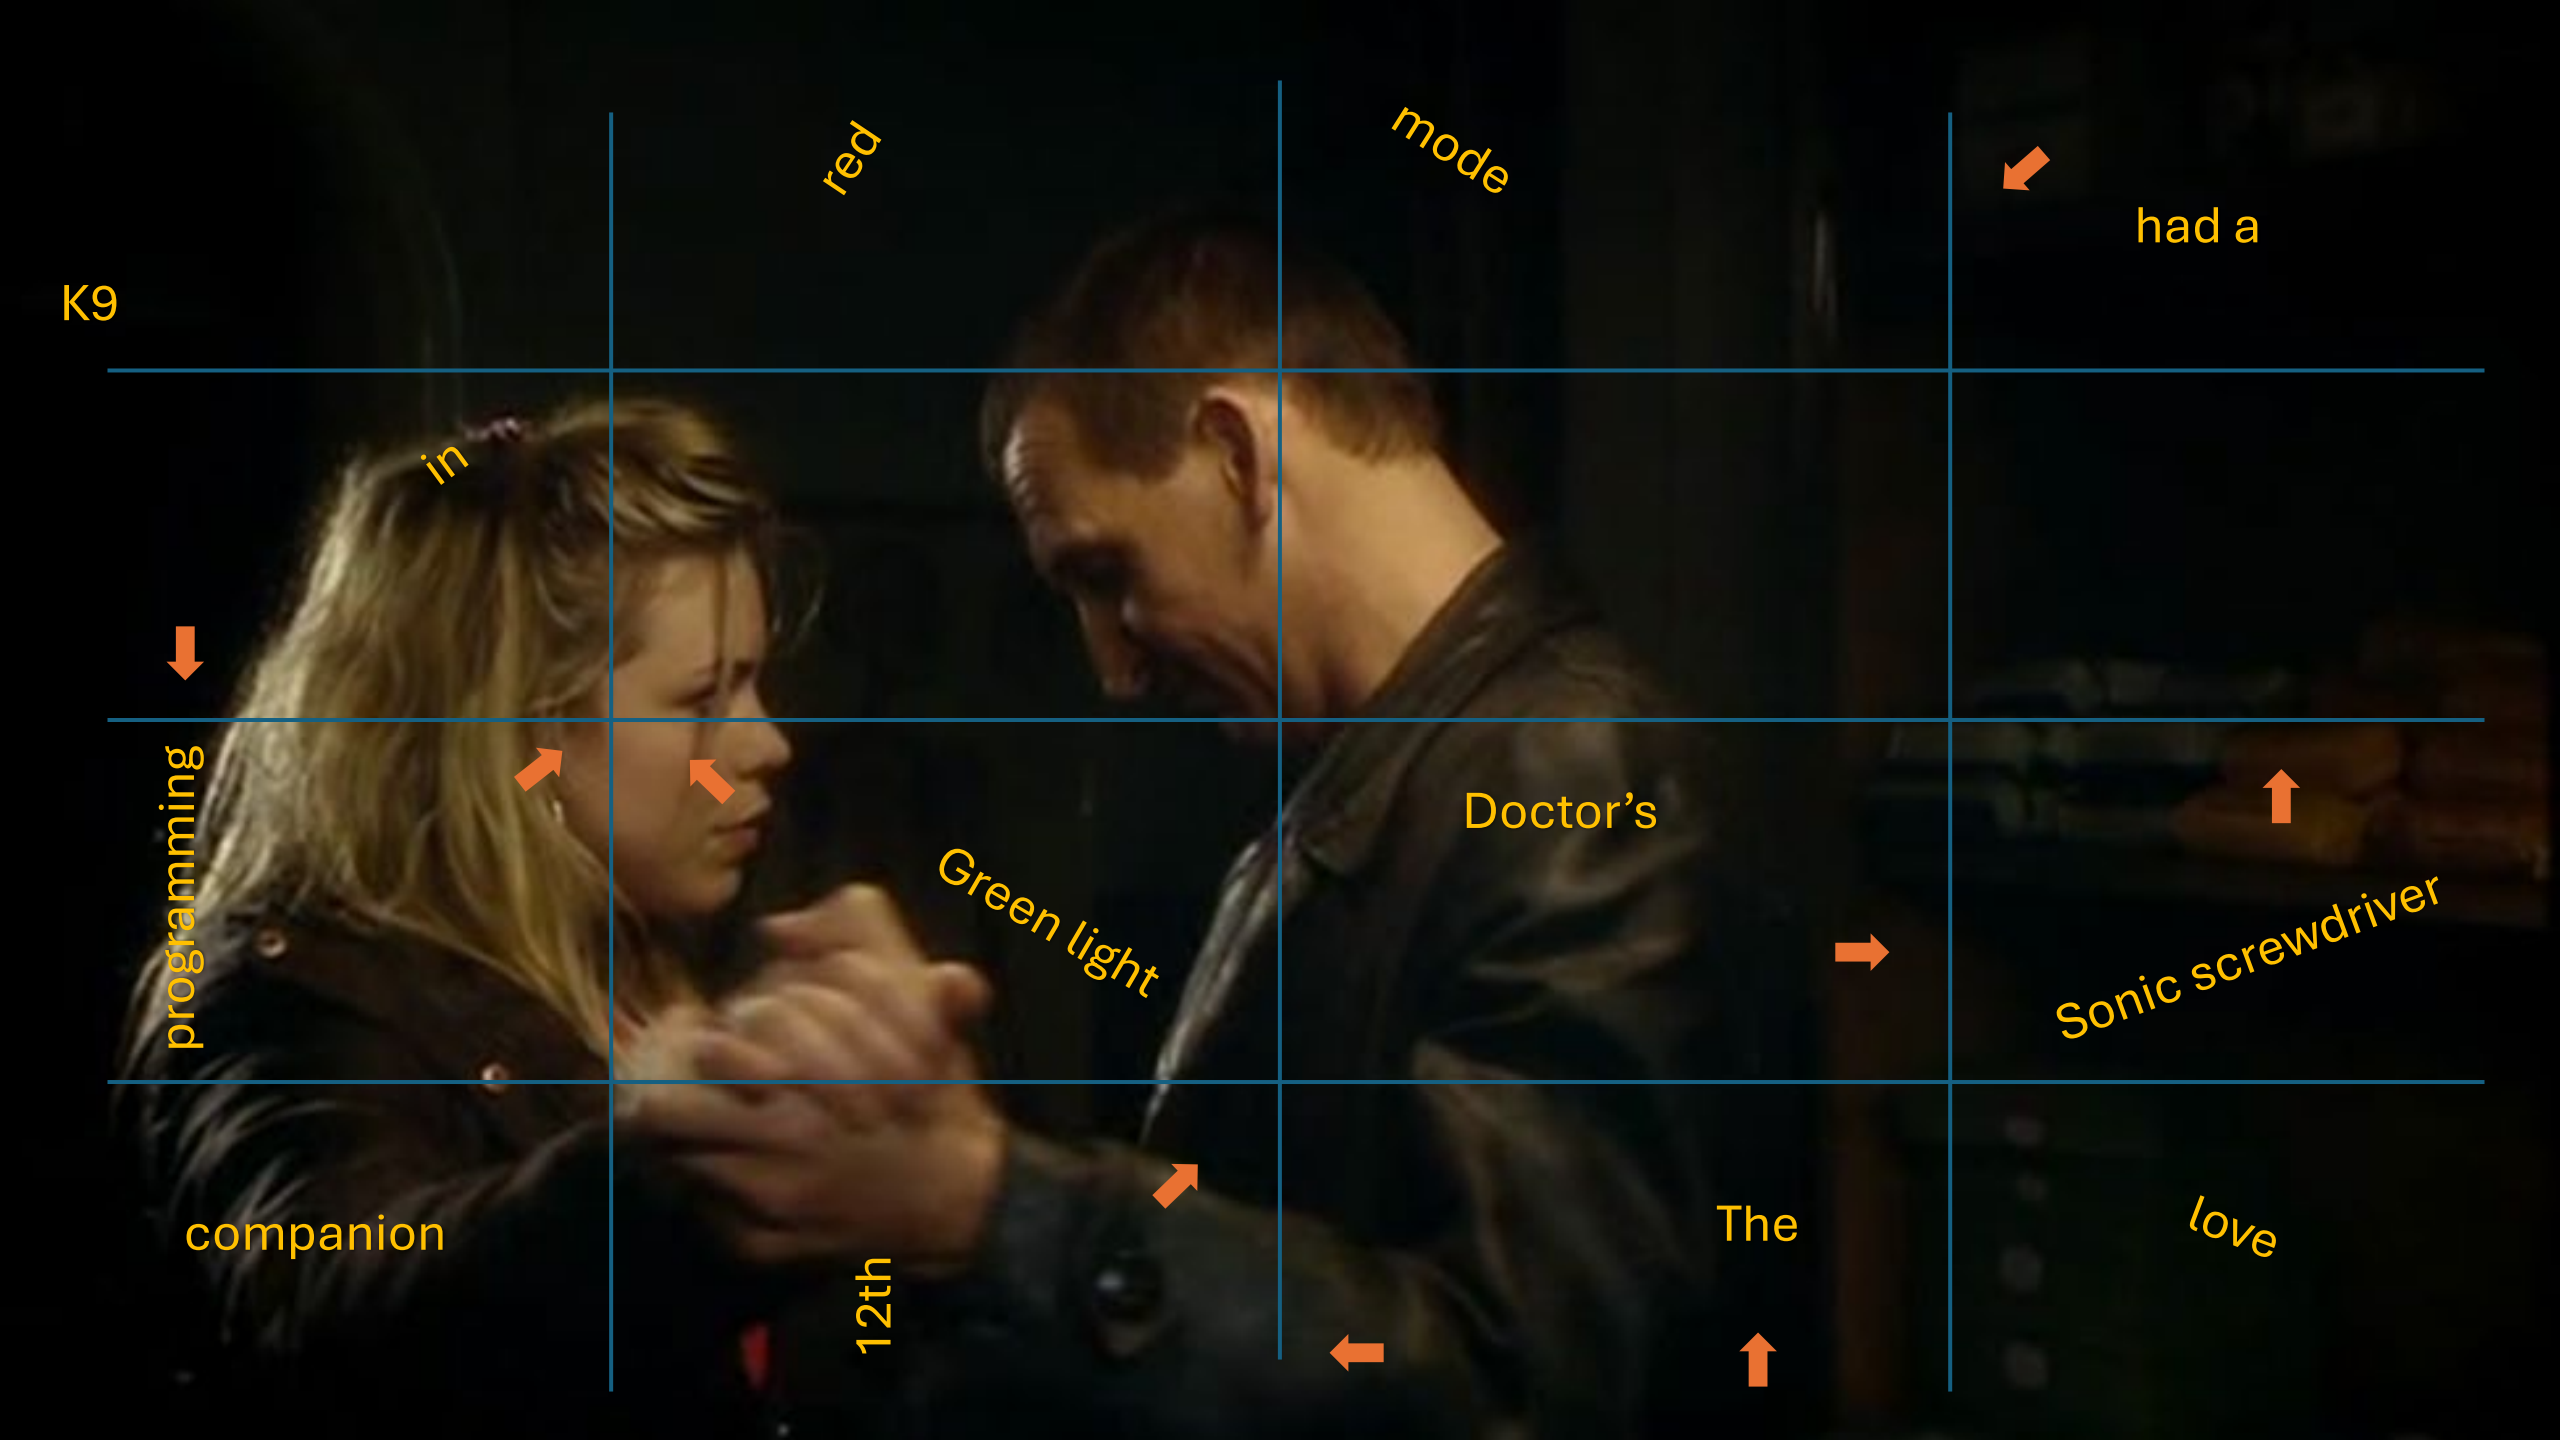 red
mode
had a
K9
in
programming
Green light
Doctor's
Sonic screwdriver
companion
12th
The
love